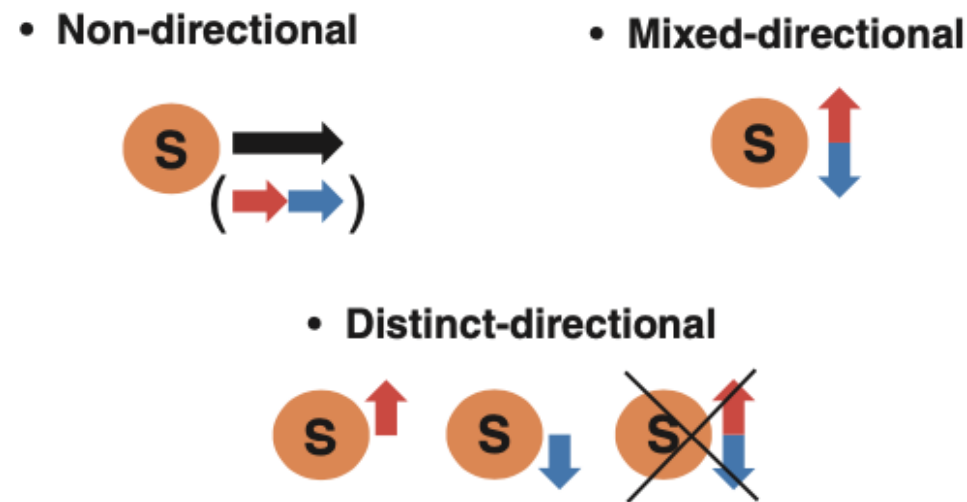 • Non-directional
• Mixed-directional
S
S
( )
• Distinct-directional
S
S
S